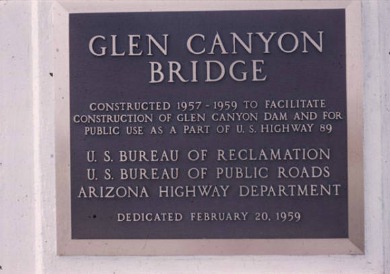 GLEN CANYON
BRIDGE
CONSTRUCTED 1957-1959 TO FACILITATE
CONSTRUCTION OF GLEN CANYON DAM AND FOR
PUBLIC USE AS A PART OF U.S. HIGHWAY 89
U. S. BUREAU OF RECLAMATION
U. S. BUREAU OF PUBLIC ROADS
ARIZONA HIGHWAY DEPARTMENT
DEDICATED FEBRUARY 20, 1959